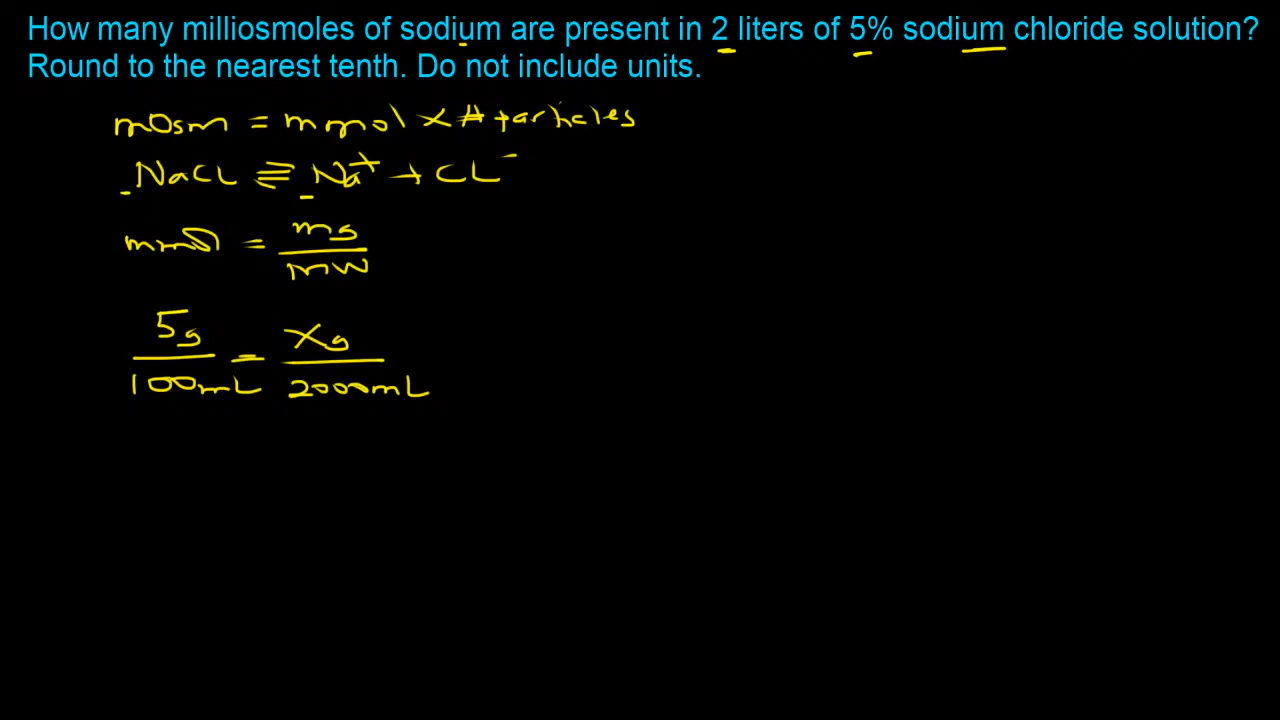 How many milliosmoles of sodium are present in 2 liters of 5% sodium chloride solution?
Round to the nearest tenth. Do not include units.
mOsm = mmol × # particles
NaCL ≡ Na⁺ + CL⁻
mmol = mg / MW
5g / 100mL = Xg / 2000mL